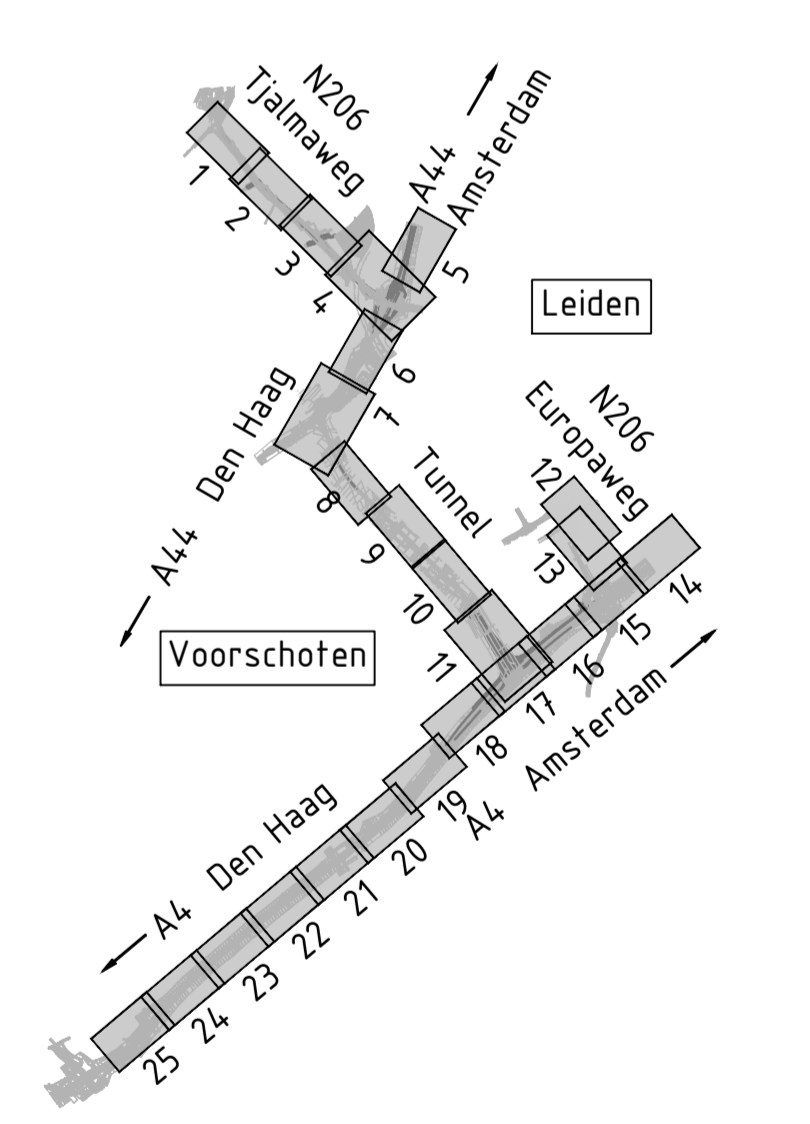 N206
Tjalmaweg
A44
Amsterdam
1
2
3
4
5
Leiden
6
7
A44 Den Haag
8
Tunnel
9
10
11
N206
Europaweg
12
13
14
15
16
17
Voorschoten
18
19
A4 Amsterdam
20
21
A4 Den Haag
22
23
24
25